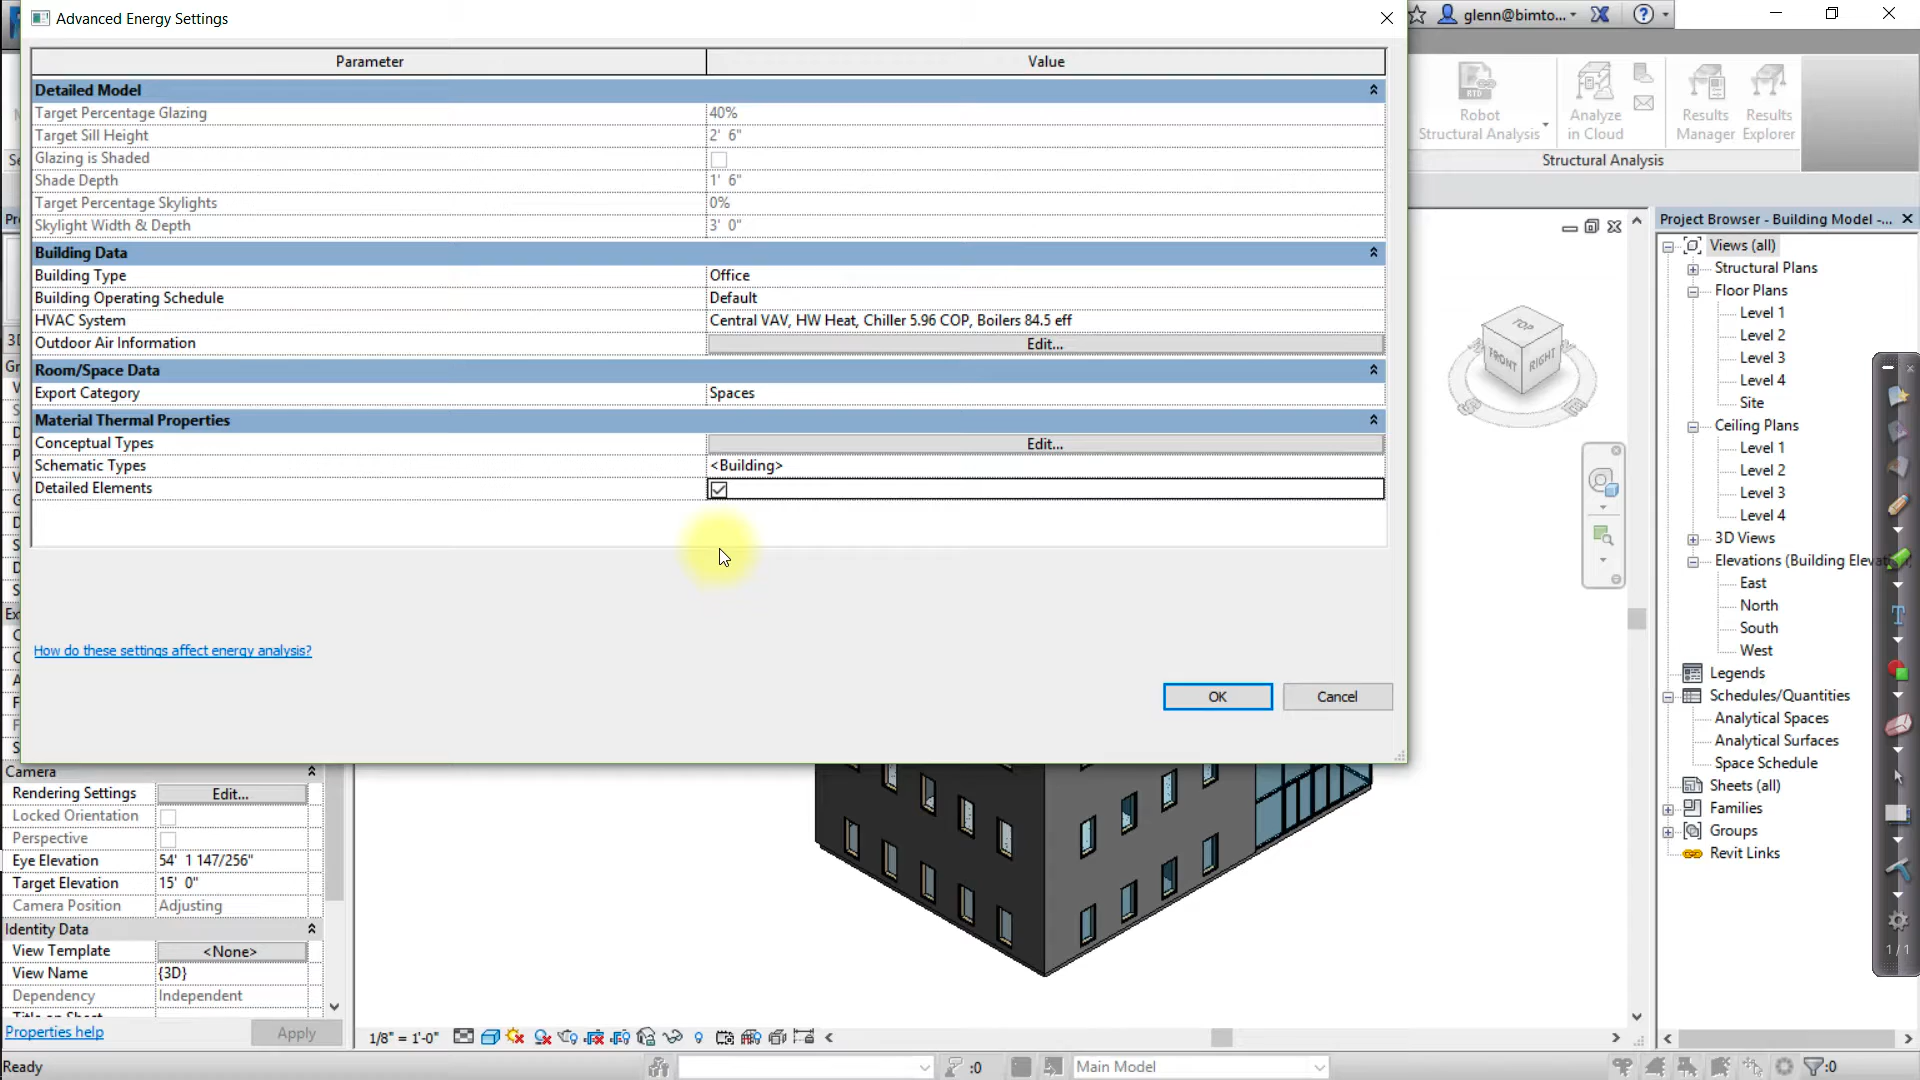 Advanced Energy Settings
glenn@bimto...
Parameter
Value
Detailed Model
Target Percentage Glazing
40%
Target Sill Height
2' 6"
Glazing is Shaded
Shade Depth
1' 6"
Target Percentage Skylights
0%
Skylight Width & Depth
3' 0"
Building Data
Building Type
Office
Building Operating Schedule
Default
HVAC System
Central VAV, HW Heat, Chiller 5.96 COP, Boilers 84.5 eff
Outdoor Air Information
Edit...
Room/Space Data
Export Category
Spaces
Material Thermal Properties
Conceptual Types
Edit...
Schematic Types
<Building>
Detailed Elements
How do these settings affect energy analysis?
OK
Cancel
Robot
Structural Analysis
Analyze
in Cloud
Results
Manager
Results
Explorer
Structural Analysis
TOP
FRONT
RIGHT
Project Browser - Building Model -...
Views (all)
Structural Plans
Floor Plans
Level 1
Level 2
Level 3
Level 4
Site
Ceiling Plans
Level 1
Level 2
Level 3
Level 4
3D Views
Elevations (Building Eleva
East
North
South
West
Legends
Schedules/Quantities
Analytical Spaces
Analytical Surfaces
Space Schedule
Sheets (all)
Families
Groups
Revit Links
1/1
Camera
Rendering Settings
Edit...
Locked Orientation
Perspective
Eye Elevation
54' 1 147/256"
Target Elevation
15' 0"
Camera Position
Adjusting
Identity Data
View Template
<None>
View Name
{3D}
Dependency
Independent
Properties help
Apply
1/8" = 1'-0"
Ready
:0
Main Model
:0